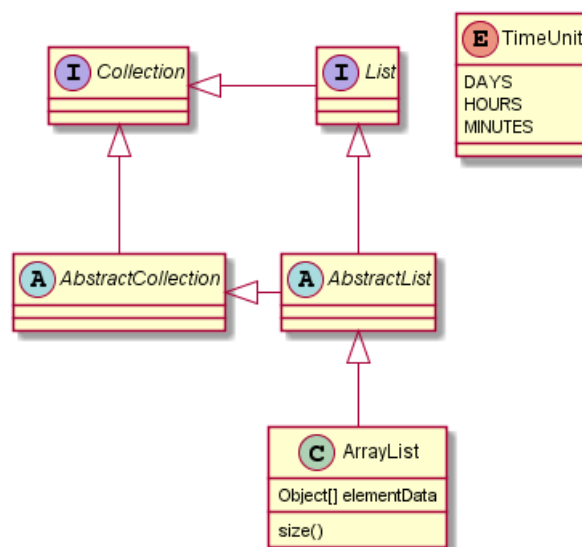 I Collection
I List
E TimeUnit
DAYS
HOURS
MINUTES
A AbstractCollection
A AbstractList
C ArrayList
Object[] elementData
size()